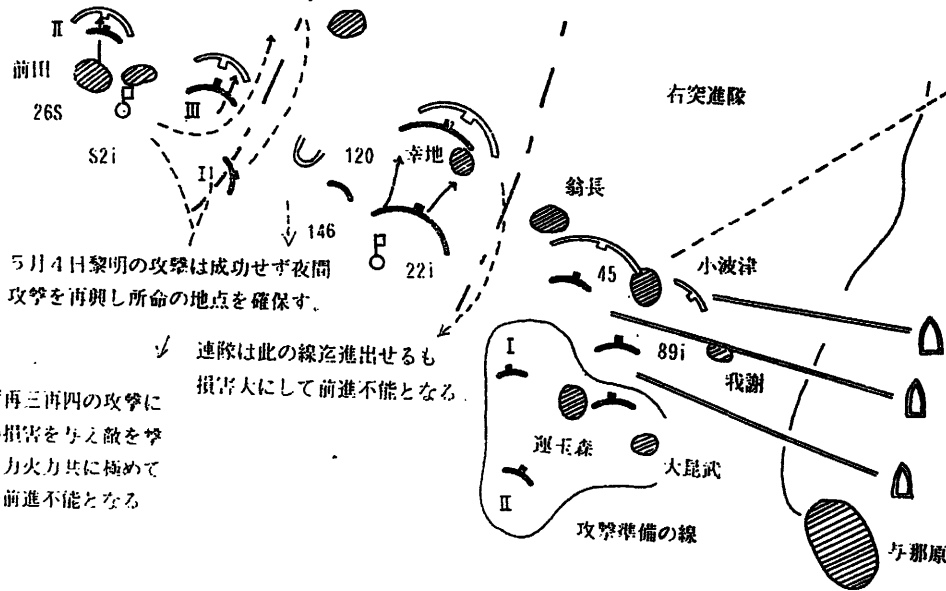 II
前田
26S
S2i
III
I
120
幸地
146
22i
右突進隊
翁長
45
小波津
89i
我謝
I
運玉森
大昆武
II
攻撃準備の線
与那原
5月4日黎明の攻撃は成功せず夜間
攻撃を再興し所命の地点を確保す。
連隊は此の線迄進出せるも
損害大にして前進不能となる
再三再四の攻撃に
損害を与え敵を撃
力火力共に極めて
前進不能となる